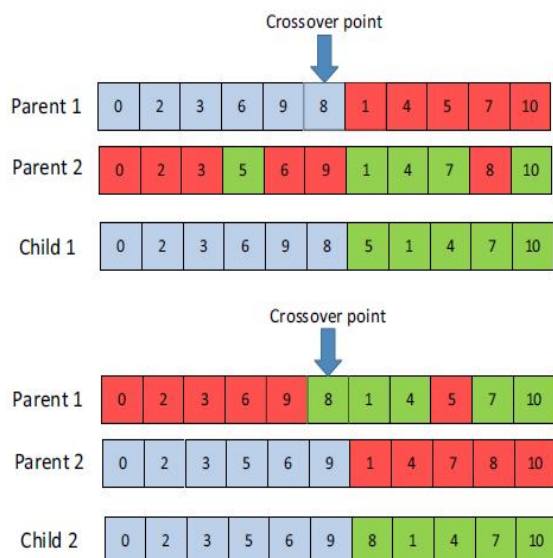 Crossover point
Parent 1 0 2 3 6 9 8 1 4 5 7 10
Parent 2 0 2 3 5 6 9 1 4 7 8 10
Child 1 0 2 3 6 9 8 5 1 4 7 10
Crossover point
Parent 1 0 2 3 6 9 8 1 4 5 7 10
Parent 2 0 2 3 5 6 9 1 4 7 8 10
Child 2 0 2 3 5 6 9 8 1 4 7 10